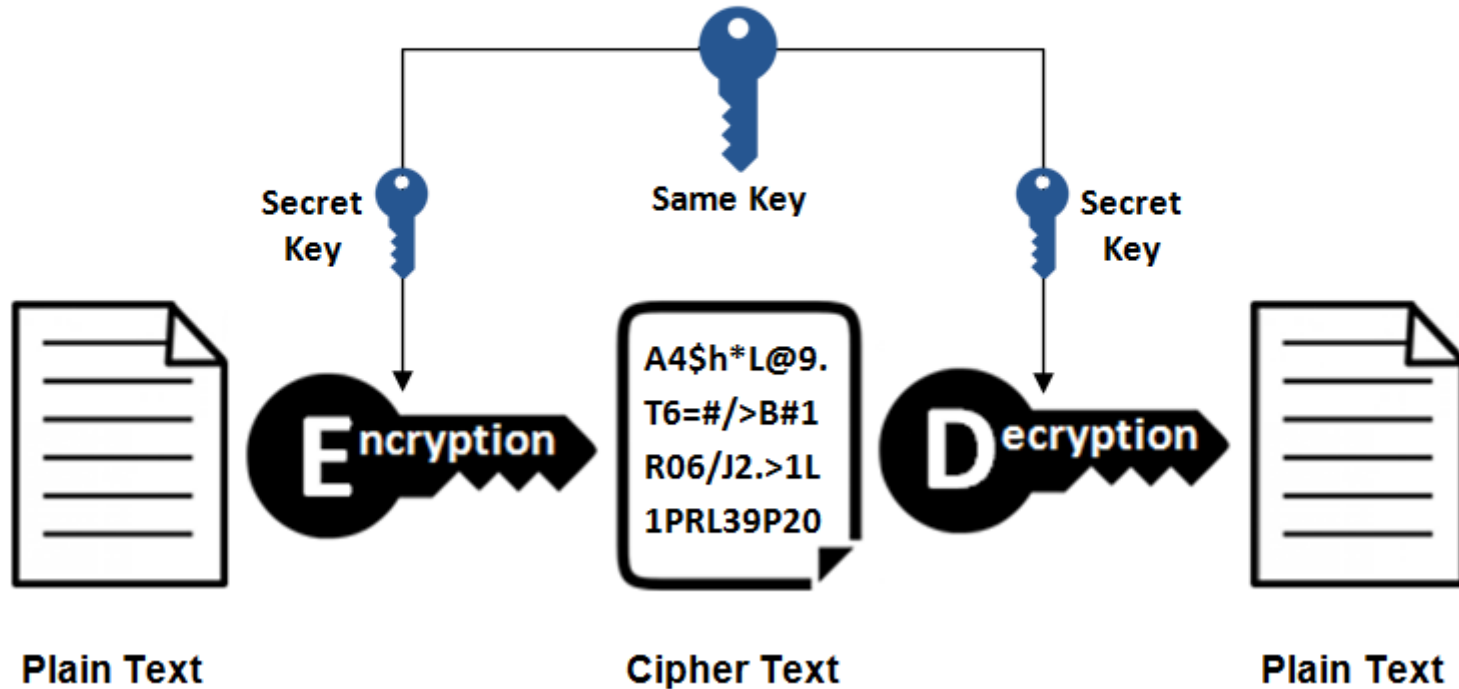 Same Key
Secret
Key
Secret
Key
Encryption
A4$h*L@9.
T6=#/>B#1
R06/J2.>1L
1PRL39P20
Decryption
Plain Text
Cipher Text
Plain Text